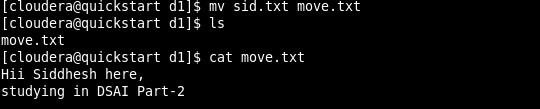 [cloudera@quickstart d1]$ mv sid.txt move.txt
[cloudera@quickstart d1]$ ls
move.txt
[cloudera@quickstart d1]$ cat move.txt
Hii Siddhesh here,
studying in DSAI Part-2